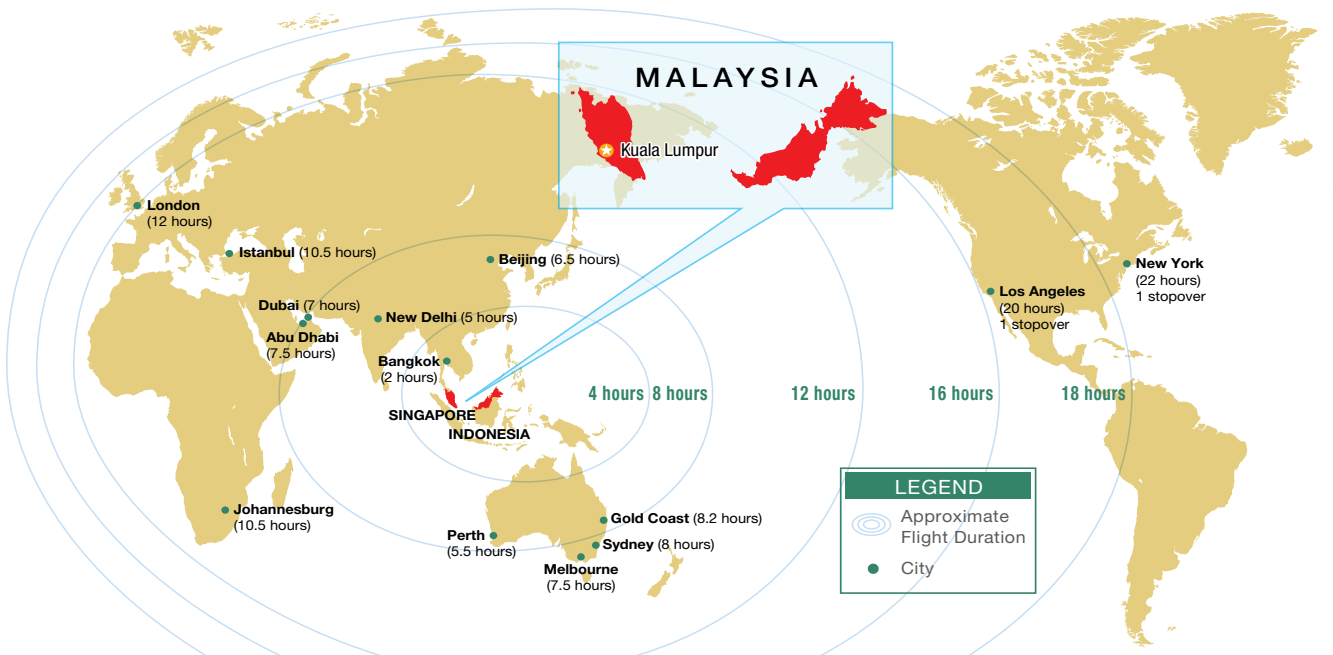 MALAYSIA
Kuala Lumpur
London
(12 hours)
Istanbul (10.5 hours)
Beijing (6.5 hours)
New York
(22 hours)
1 stopover
Los Angeles
(20 hours)
1 stopover
Dubai (7 hours)
Abu Dhabi
(7.5 hours)
New Delhi (5 hours)
Bangkok
(2 hours)
4 hours
8 hours
12 hours
16 hours
18 hours
SINGAPORE
INDONESIA
Johannesburg
(10.5 hours)
Perth
(5.5 hours)
Gold Coast (8.2 hours)
Sydney (8 hours)
Melbourne
(7.5 hours)
LEGEND
Approximate
Flight Duration
City